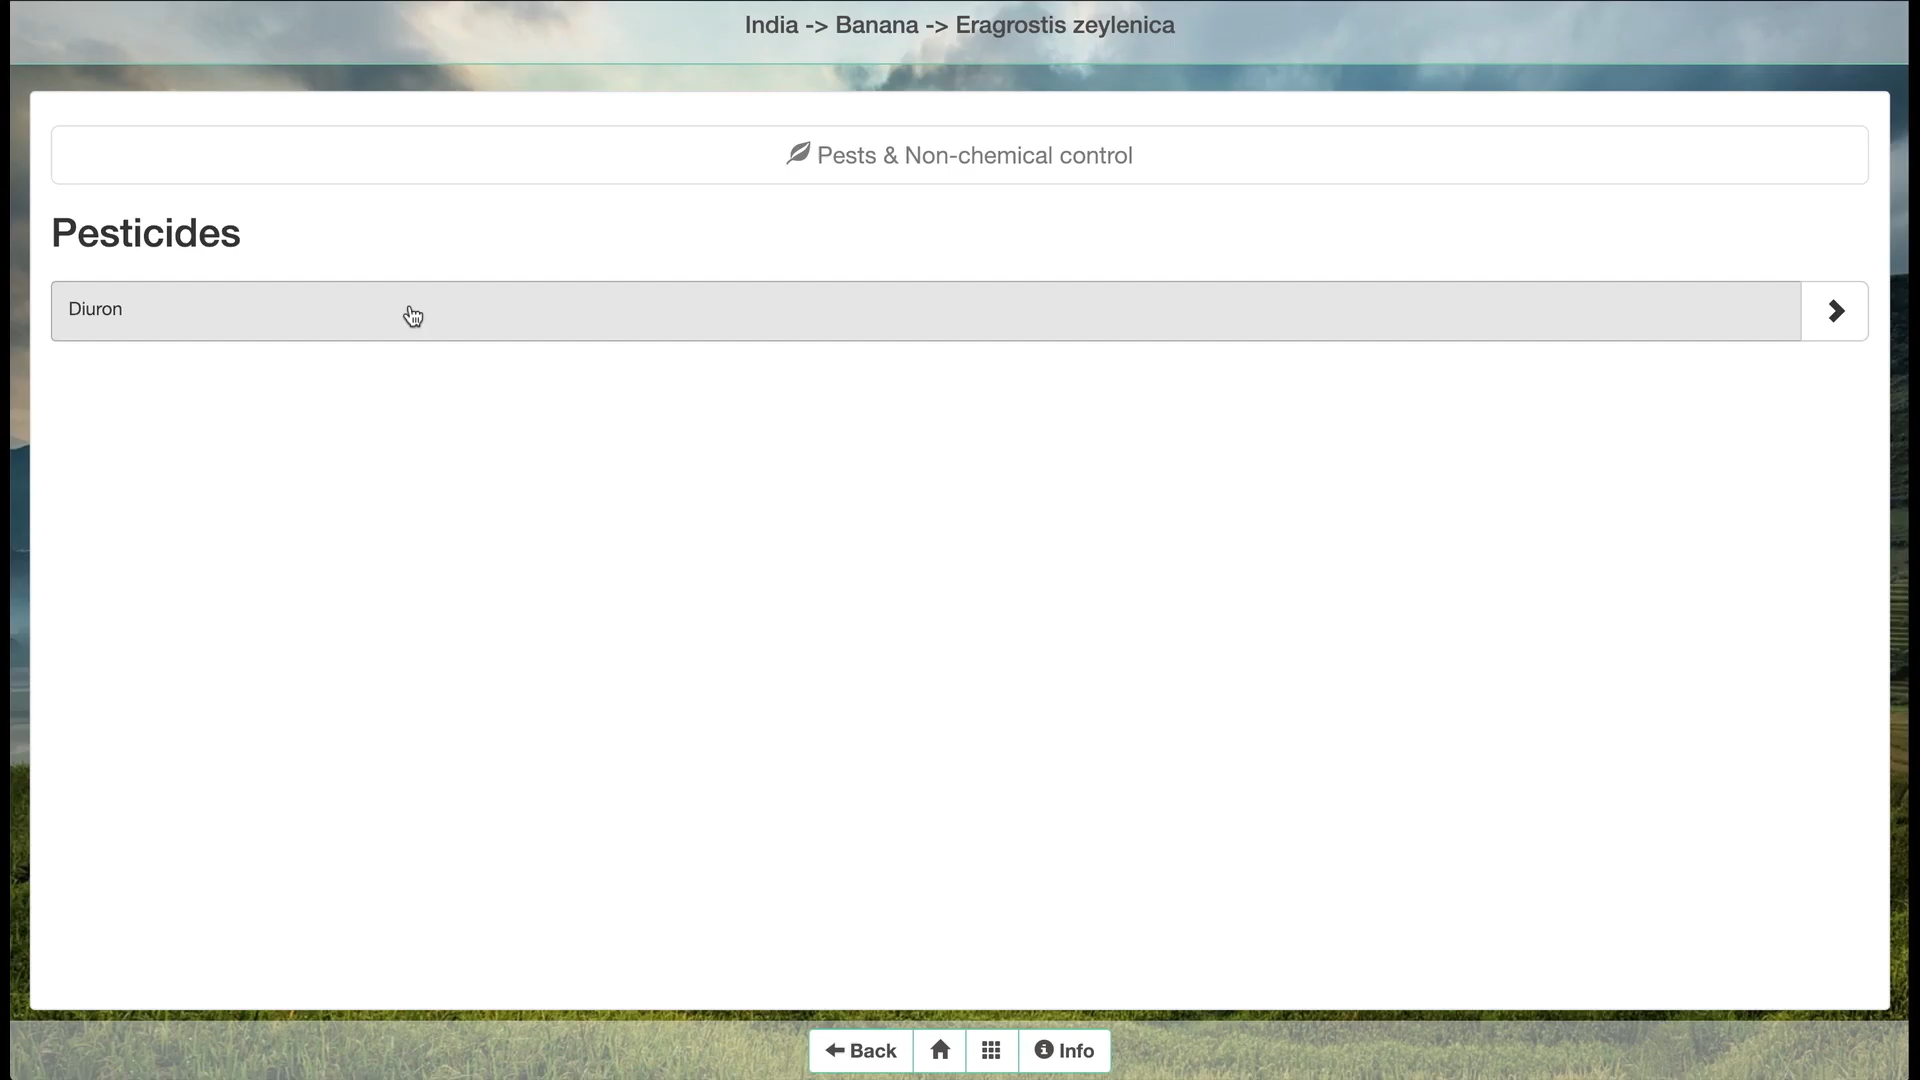 India -> Banana -> Eragrostis zeylenica
Pests & Non-chemical control
Pesticides
Diuron
Back
Info